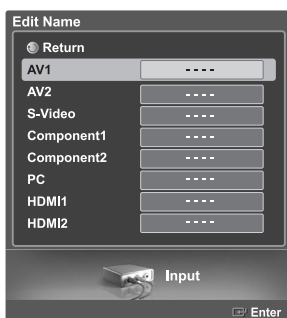 Edit Name
Return
AV1 - - - -
AV2 - - - -
S-Video - - - -
Component1 - - - -
Component2 - - - -
PC - - - -
HDMI1 - - - -
HDMI2 - - - -
Input
Enter